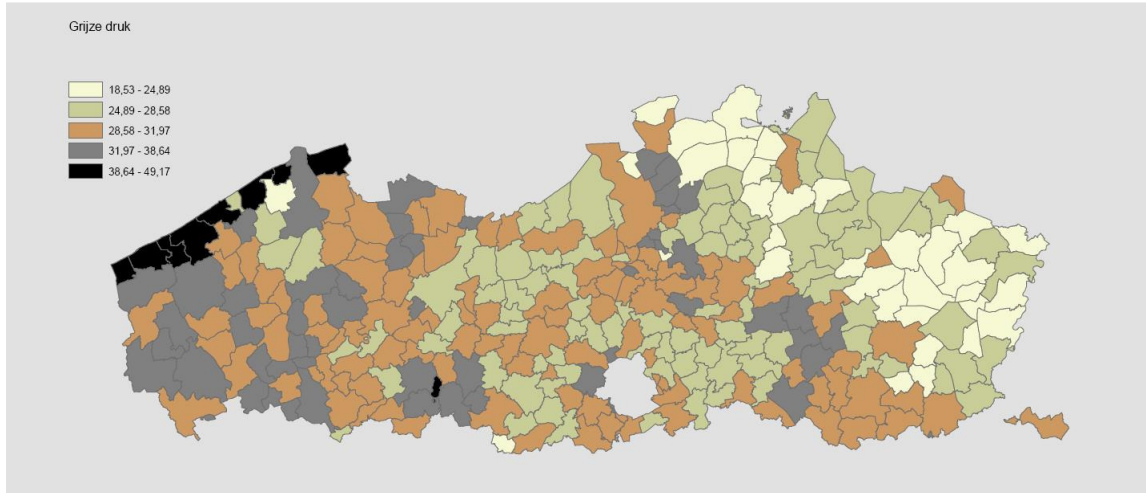 Grijze druk
18,53 - 24,89
24,89 - 28,58
28,58 - 31,97
31,97 - 38,64
38,64 - 49,17